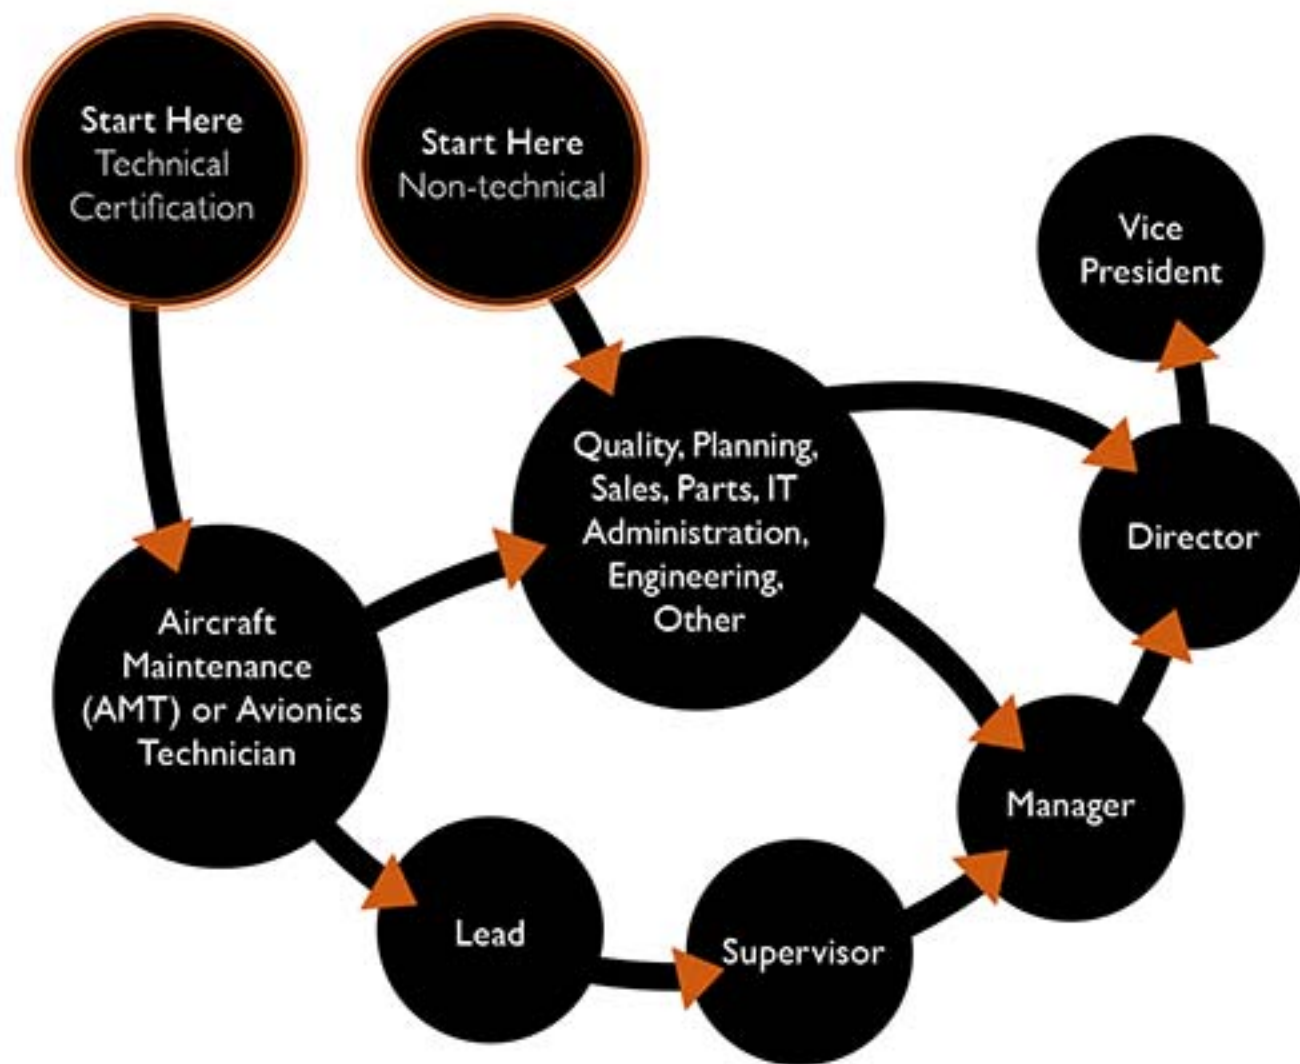 Start Here
Technical
Certification
Start Here
Non-technical
Vice
President
Quality, Planning,
Sales, Parts, IT
Administration,
Engineering,
Other
Director
Aircraft
Maintenance
(AMT) or Avionics
Technician
Manager
Lead
Supervisor